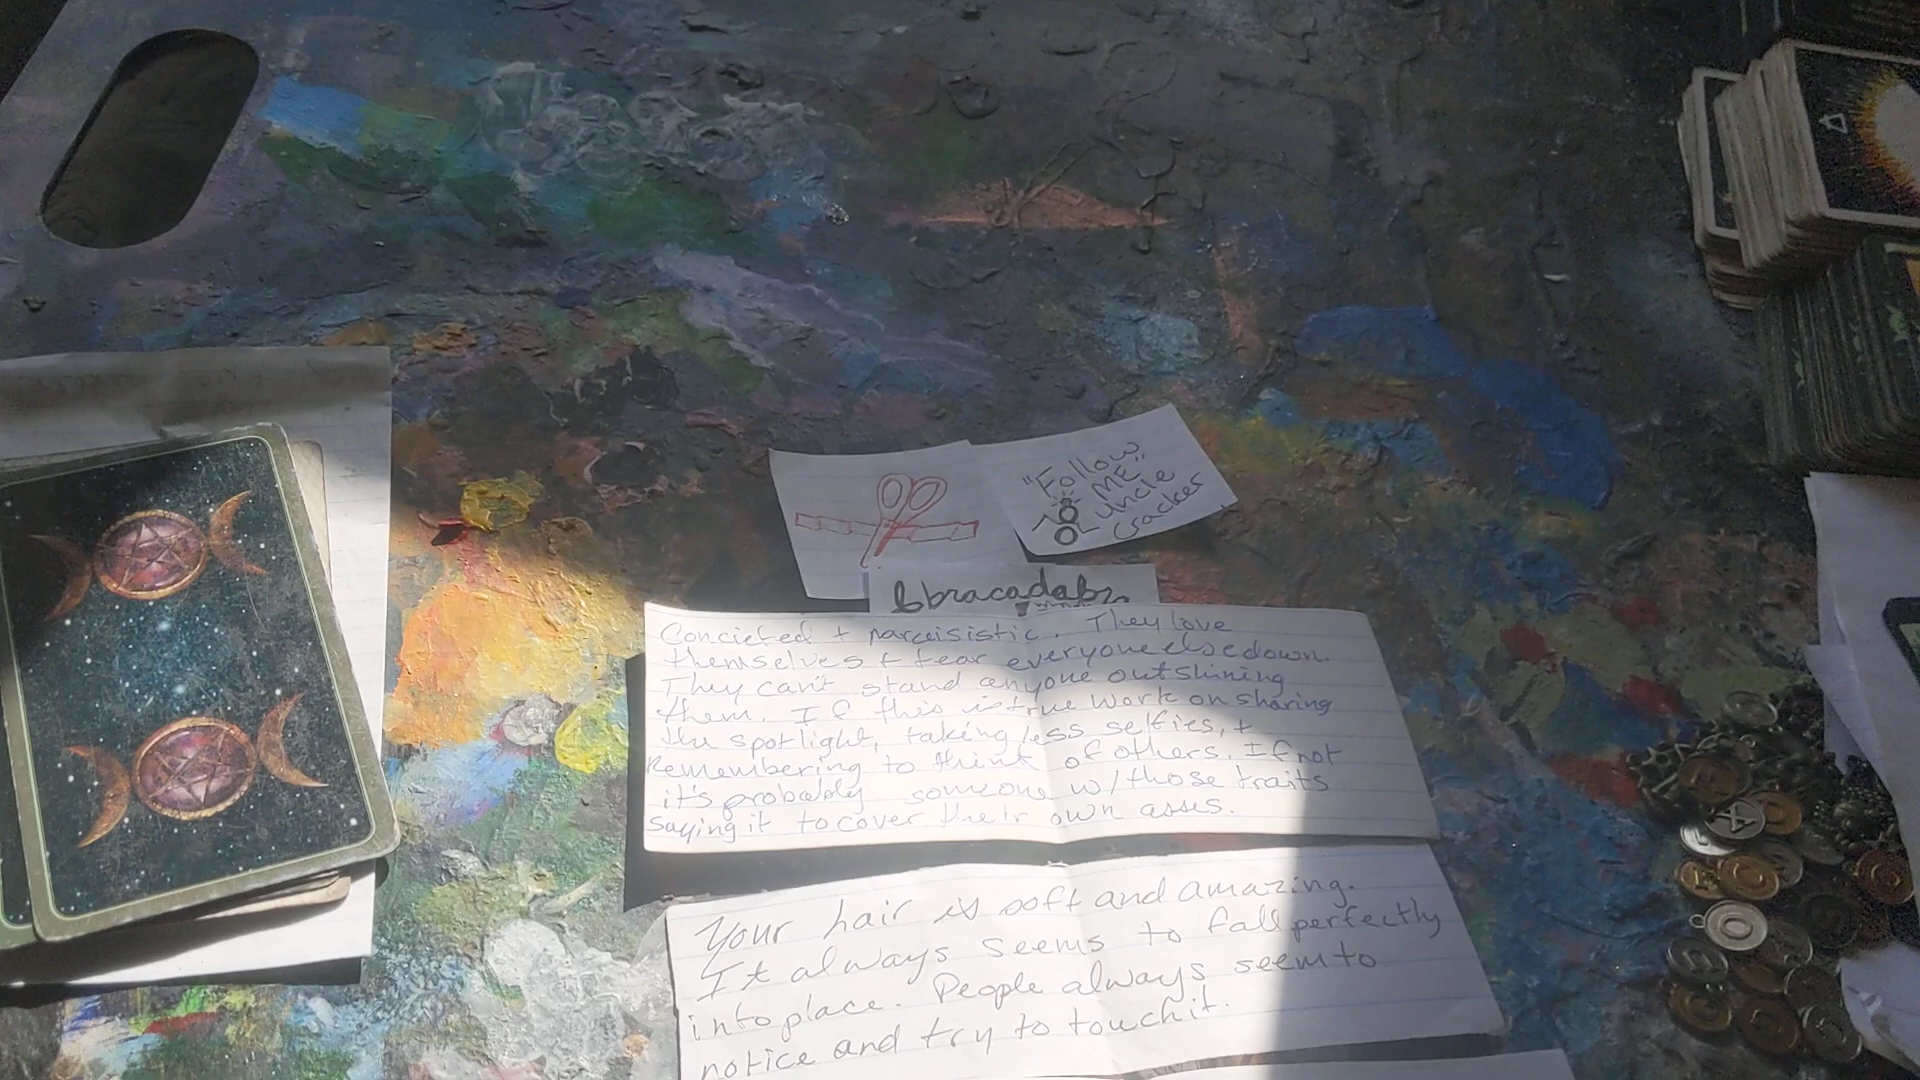 "Follow
ME"
Uncle
Cracker
Abracadab
Concieted + narcisistic. They love
themselves + tear everyone else down.
They can't stand anyone outshining
them. If this is true work on sharing
the spotlight, taking less selfies, +
Remembering to think of others. If not
it's probably someone w/ those traits
saying it to cover their own asses.
Your hair is soft and amazing.
It always seems to fall perfectly
into place. People always seem to
notice and try to touch it.